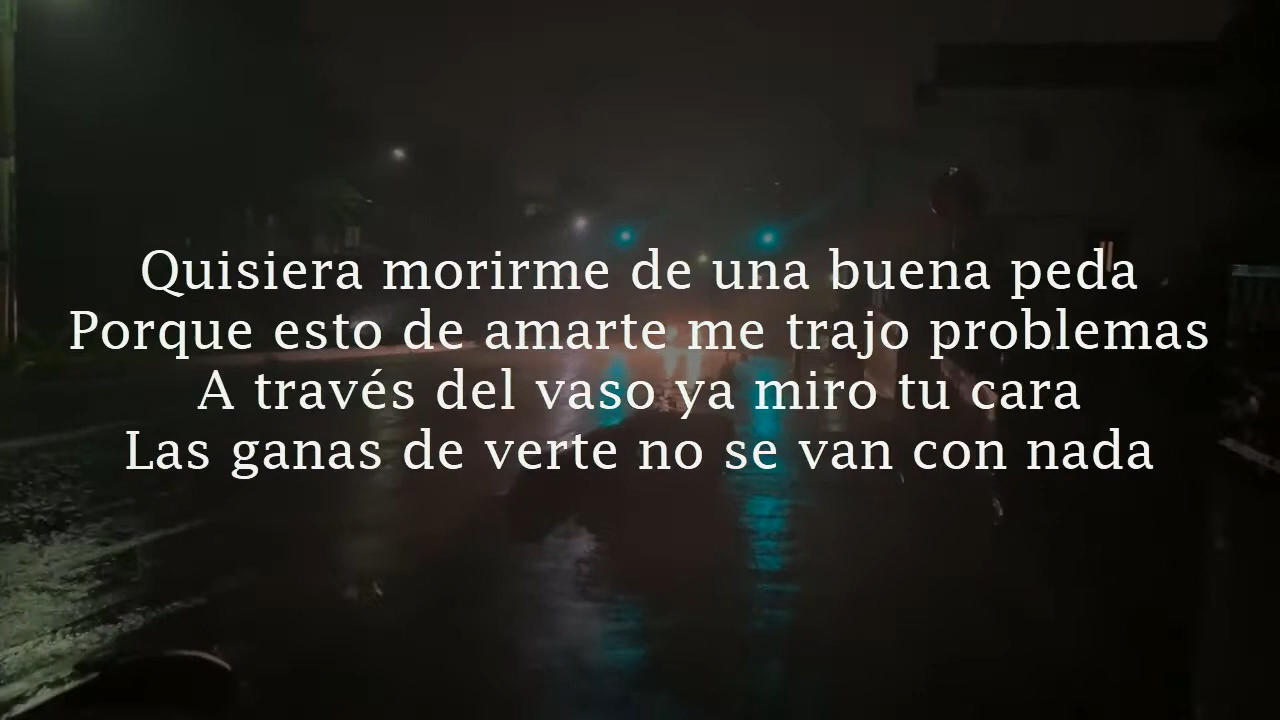 Quisiera morirme de una buena peda
Porque esto de amarte me trajo problemas
A través del vaso ya miro tu cara
Las ganas de verte no se van con nada